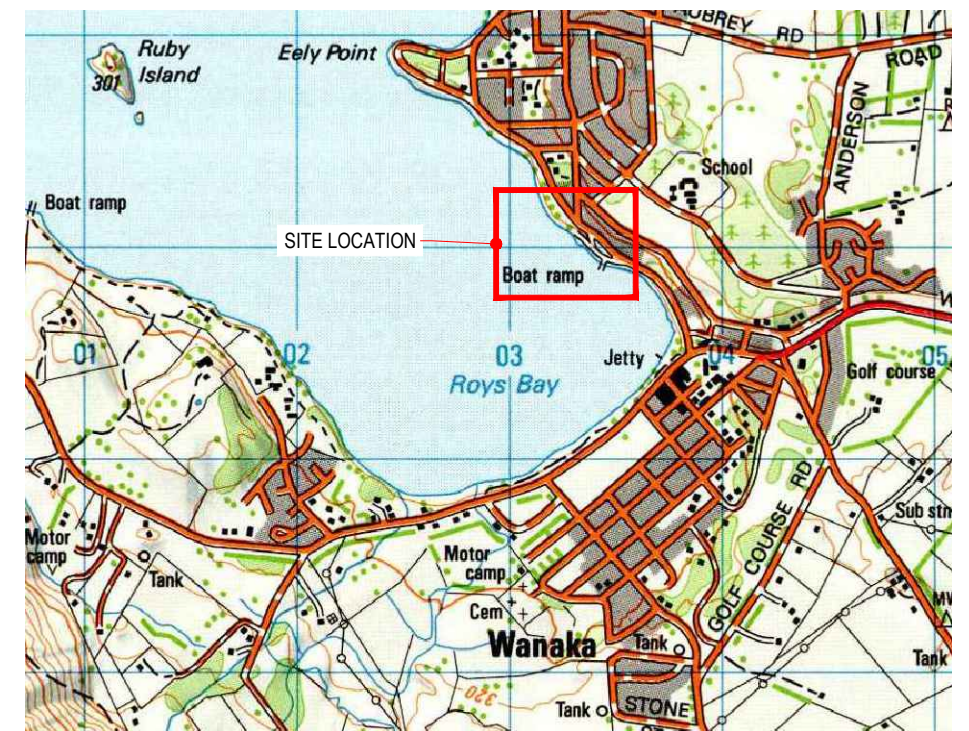 AUBREY RD
ROAD
Ruby
Island
301
Eely Point
ANDERSON
School
Boat ramp
SITE LOCATION
Boat ramp
01
02
03
04
05
Jetty
Roys Bay
Golf course
GOLF COURSE RD
Sub stn
Motor
camp
Tank
Motor
camp
Cem
Wanaka
Tank
Tank
320
Tank
STONE